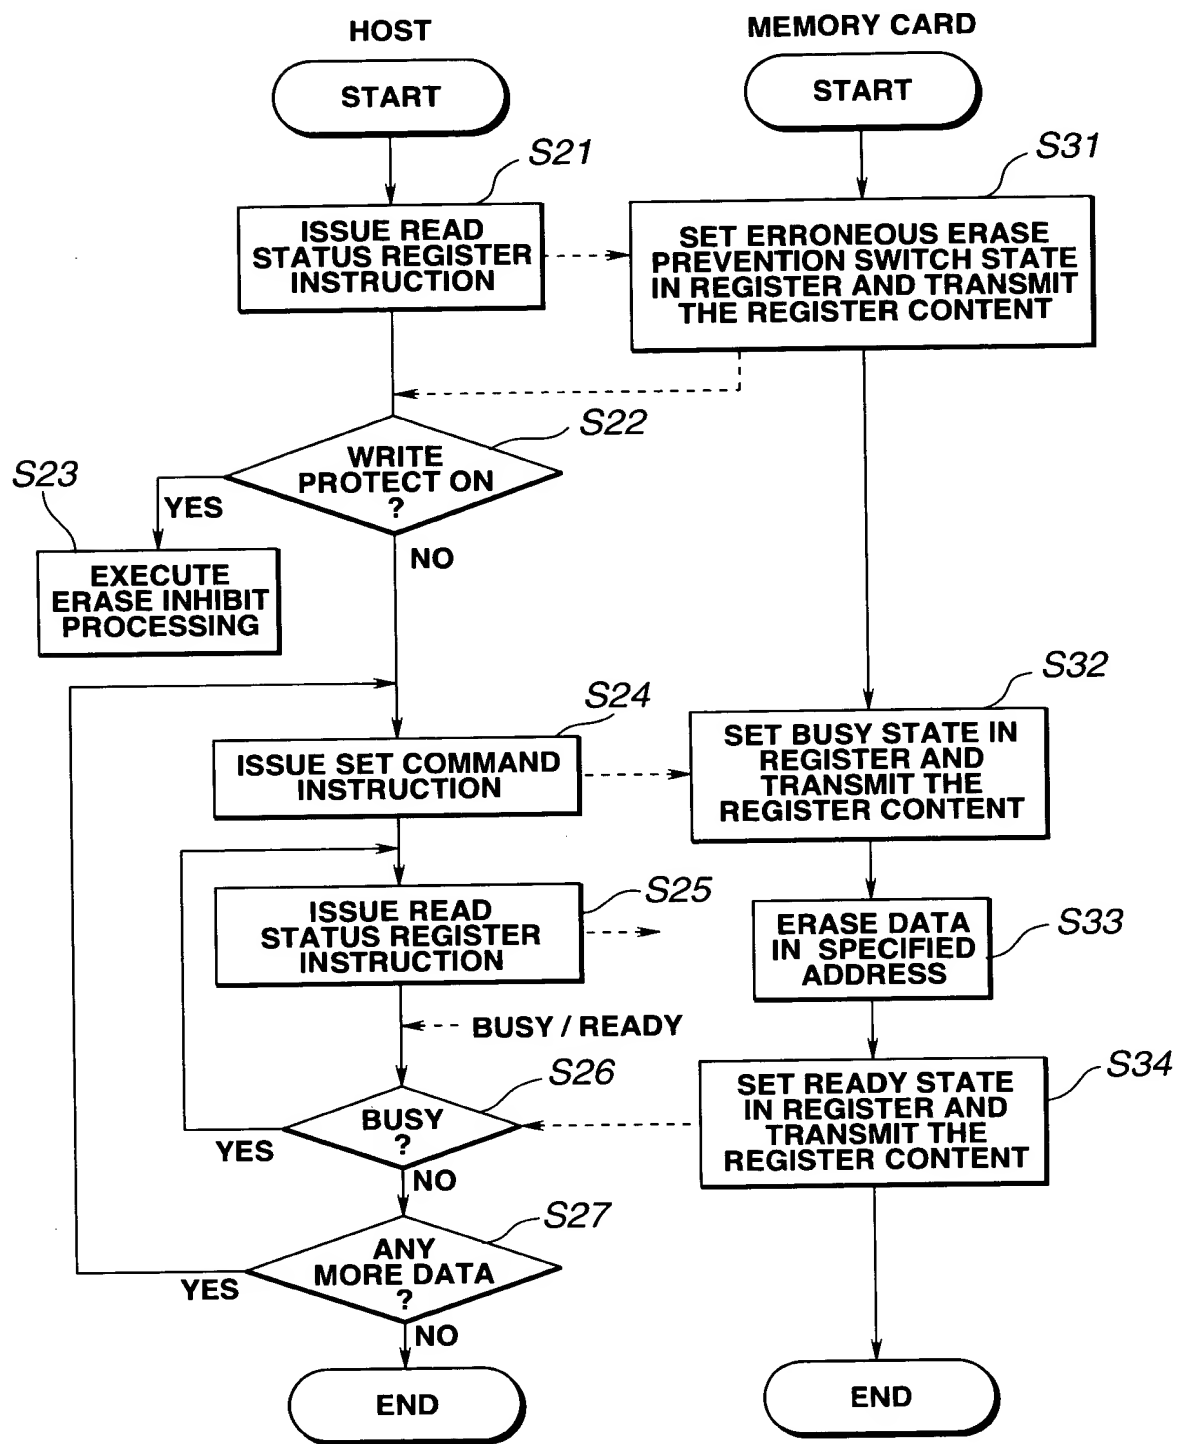 HOST
MEMORY CARD
START
START
S21
S31
ISSUE READ
STATUS REGISTER
INSTRUCTION
SET ERRONEOUS ERASE
PREVENTION SWITCH STATE
IN REGISTER AND TRANSMIT
THE REGISTER CONTENT
S22
WRITE
PROTECT ON
?
S23
YES
NO
EXECUTE
ERASE INHIBIT
PROCESSING
S24
S32
ISSUE SET COMMAND
INSTRUCTION
SET BUSY STATE IN
REGISTER AND
TRANSMIT THE
REGISTER CONTENT
S25
ISSUE READ
STATUS REGISTER
INSTRUCTION
S33
ERASE DATA
IN SPECIFIED
ADDRESS
BUSY / READY
S26
BUSY
?
YES
NO
S34
SET READY STATE
IN REGISTER AND
TRANSMIT THE
REGISTER CONTENT
S27
ANY
MORE DATA
?
YES
NO
END
END